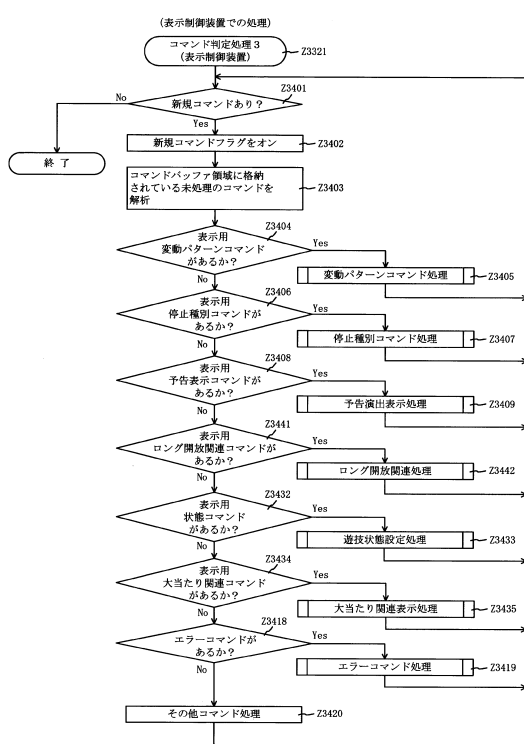 (表示制御装置での処理)
コマンド判定処理３
(表示制御装置)
Z3321
Z3401
No
新規コマンドあり？
Yes
終了
新規コマンドフラグをオン
Z3402
コマンドバッファ領域に格納
されている未処理のコマンドを
解析
Z3403
Z3404
表示用
変動パターンコマンド
があるか？
Yes
変動パターンコマンド処理
Z3405
No
Z3406
表示用
停止種別コマンドが
あるか？
Yes
停止種別コマンド処理
Z3407
No
Z3408
表示用
予告表示コマンドが
あるか？
Yes
予告演出表示処理
Z3409
No
Z3441
表示用
ロング開放関連コマンドが
あるか？
Yes
ロング開放関連処理
Z3442
No
Z3432
表示用
状態コマンド
があるか？
Yes
遊技状態設定処理
Z3433
No
Z3434
表示用
大当たり関連コマンド
があるか？
Yes
大当たり関連表示処理
Z3435
No
Z3418
エラーコマンドが
あるか？
Yes
エラーコマンド処理
Z3419
No
その他コマンド処理
Z3420